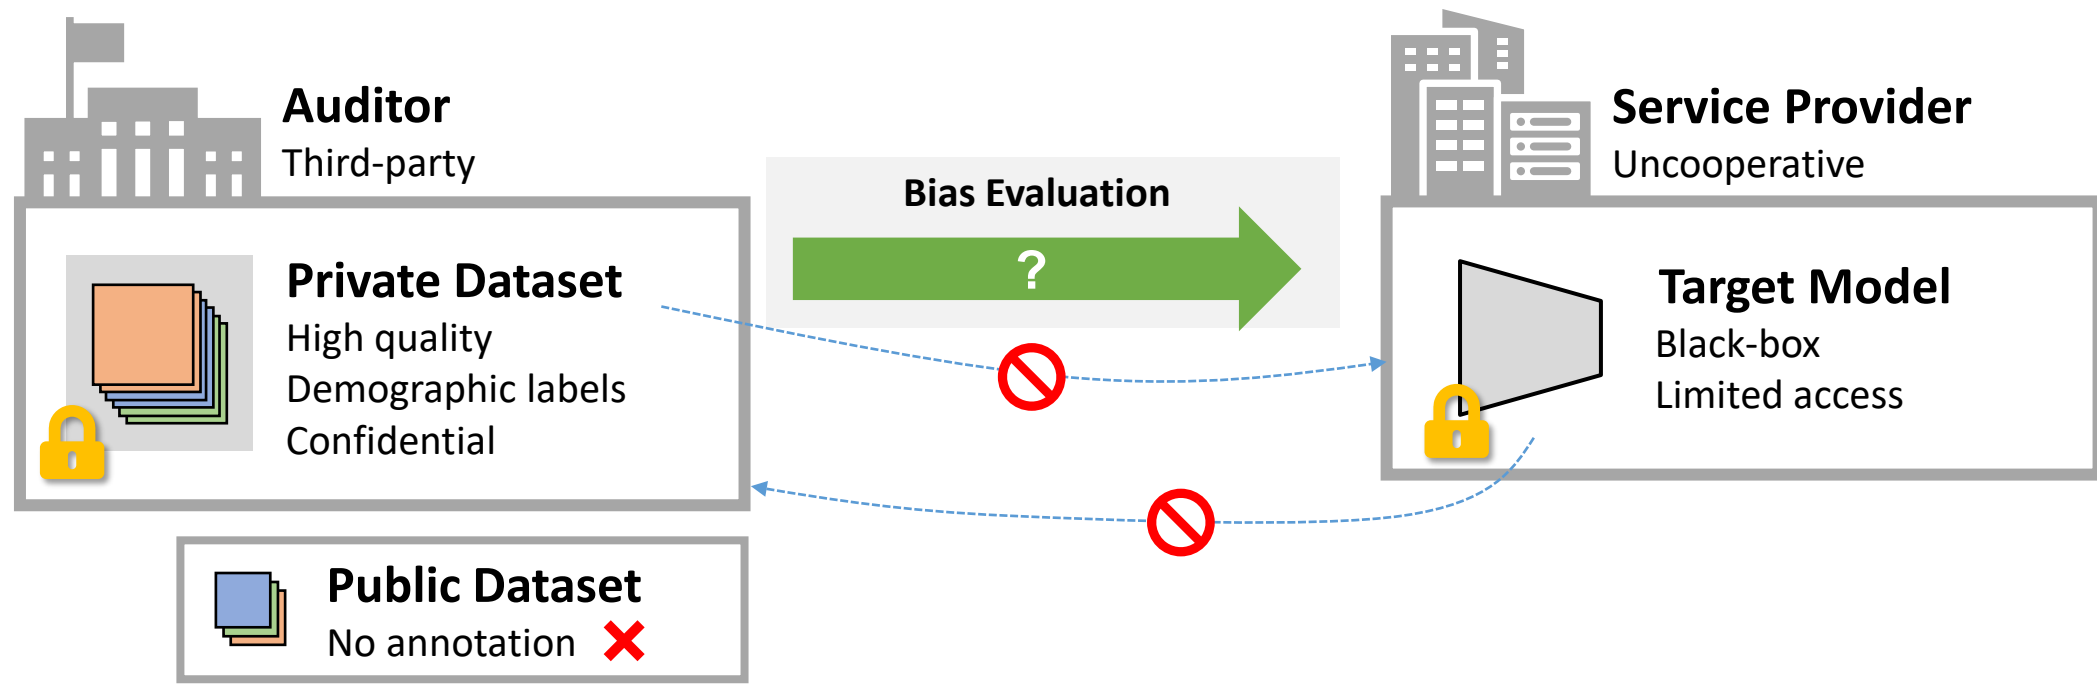 Auditor
Third-party
Private Dataset
High quality
Demographic labels
Confidential
Public Dataset
No annotation
Bias Evaluation
?
Service Provider
Uncooperative
Target Model
Black-box
Limited access